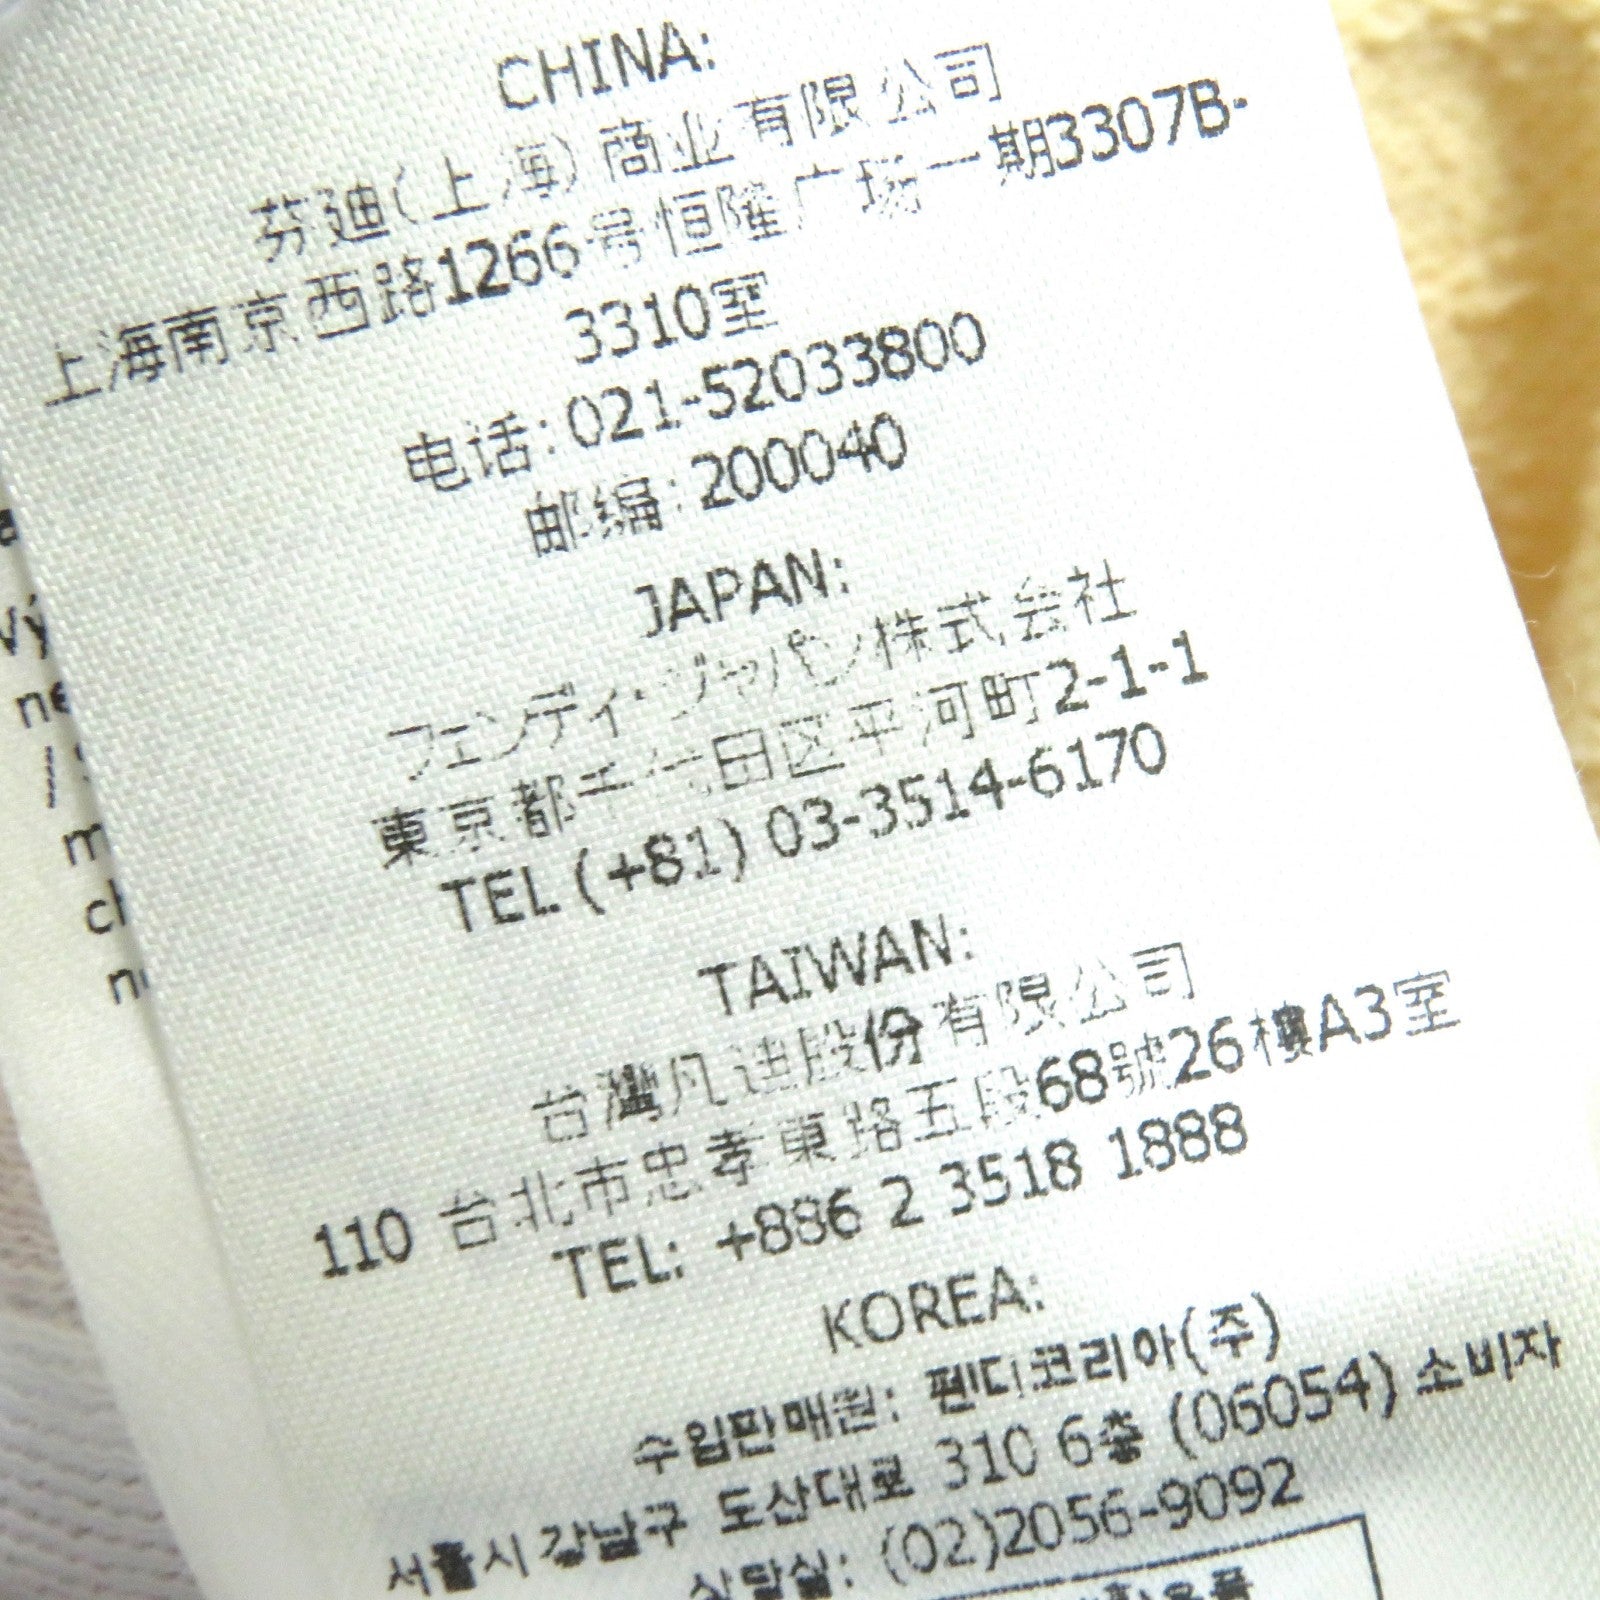 CHINA:
芬迪(上海)商业有限公司
上海南京西路1266号恒隆广场一期3307B-
3310室
电话:021-52033800
邮编:200040
JAPAN:
フェンディ・ジャパン株式会社
東京都千代田区平河町2-1-1
TEL (+81) 03-3514-6170
TAIWAN:
台灣凡迪股份有限公司
110 台北市忠孝東路五段68號26樓A3室
TEL: +886 2 3518 1888
KOREA:
수입판매원: 펜디코리아(주)
서울시 강남구 도산대로 310 6층 (06054) 소비자
상담실: (02)2056-9092